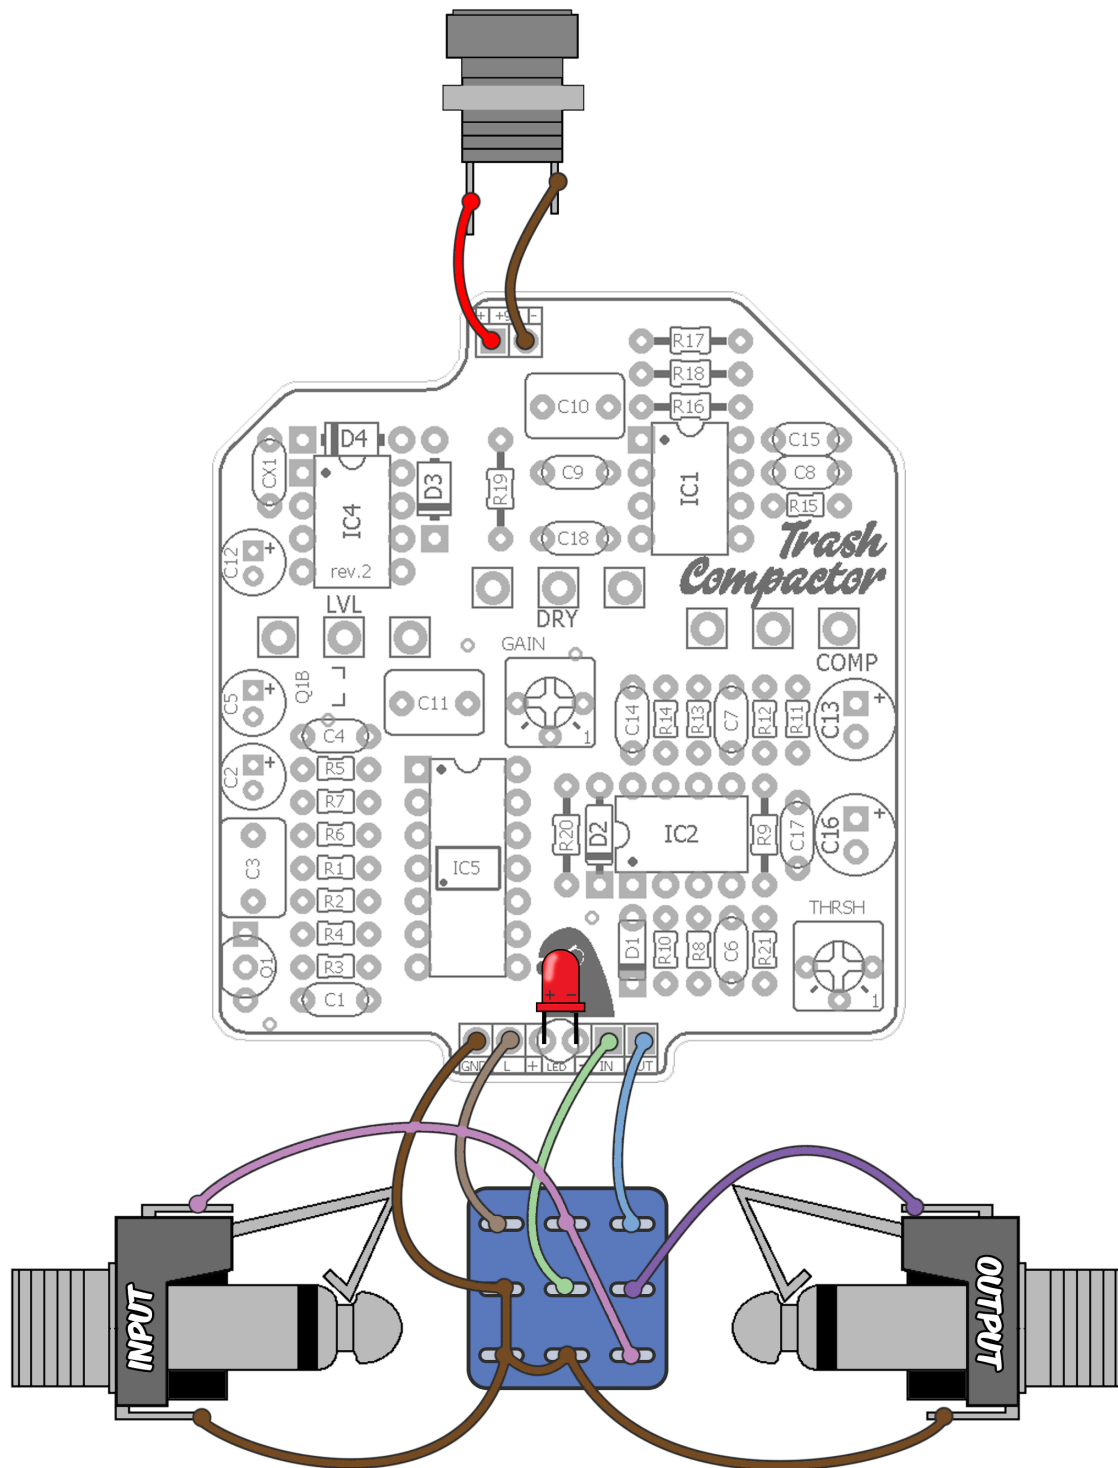 + +9 -
R17
R18
C10
R16
D4
C15
CX1
C9
C8
D3
R19
IC1
R15
IC4
C18
Trash
Compactor
C12
rev.2
LVL
DRY
GAIN
COMP
Q1B
C5
C11
C14
R14
R13
C7
R12
R11
C13
1
C4
C2
R5
R7
R6
R20
D2
IC2
R9
C17
C16
C3
R1
IC5
R2
THRSH
R4
D1
R10
R8
C6
R21
Q1
R3
+ -
C1
1
GND L + LED - IN OUT
INPUT
OUTPUT